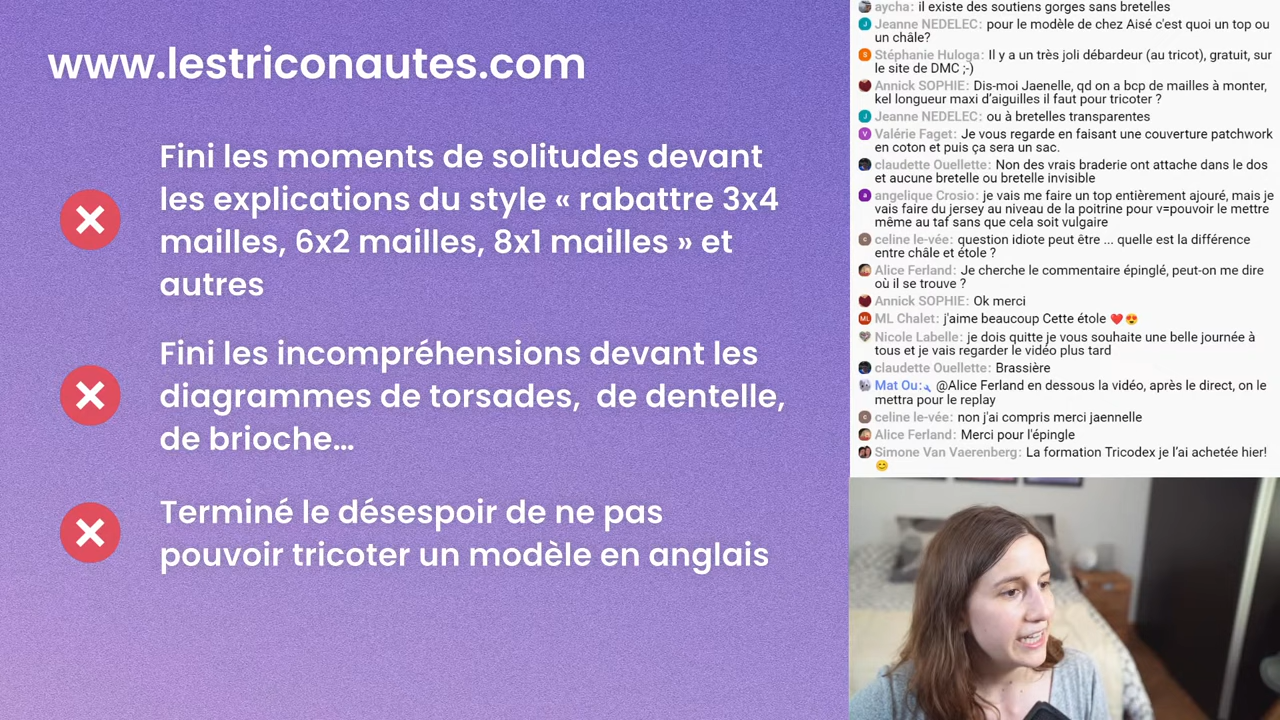 www.lestriconautes.com
Fini les moments de solitudes devant
les explications du style « rabattre 3x4
mailles, 6x2 mailles, 8x1 mailles » et
autres
Fini les incompréhensions devant les
diagrammes de torsades, de dentelle,
de brioche...
Terminé le désespoir de ne pas
pouvoir tricoter un modèle en anglais
aycha: il existe des soutiens gorges sans bretelles
Jeanne NEDELEC: pour le modèle de chez Aisé c'est quoi un top ou
un châle?
Stéphanie Huloga: Il y a un très joli débardeur (au tricot), gratuit, sur
le site de DMC ;-)
Annick SOPHIE: Dis-moi Jaenelle, qd on a bcp de mailles à monter,
kel longueur maxi d'aiguilles il faut pour tricoter ?
Jeanne NEDELEC: ou à bretelles transparentes
Valérie Faget: Je vous regarde en faisant une couverture patchwork
en coton et puis ça sera un sac.
claudette Ouellette: Non des vrais braderie ont attache dans le dos
et aucune bretelle ou bretelle invisible
angelique Crosio: je vais me faire un top entièrement ajouré, mais je
vais faire du jersey au niveau de la poitrine pour v=pouvoir le mettre
même au taf sans que cela soit vulgaire
celine le-vée: question idiote peut être ... quelle est la différence
entre châle et étole ?
Alice Ferland: Je cherche le commentaire épinglé, peut-on me dire
où il se trouve ?
Annick SOPHIE: Ok merci
ML Chalet: j'aime beaucoup Cette étole ❤️😍
Nicole Labelle: je dois quitte je vous souhaite une belle journée à
tous et je vais regarder le vidéo plus tard
claudette Ouellette: Brassière
Mat Ou: @Alice Ferland en dessous la vidéo, après le direct, on le
mettra pour le replay
celine le-vée: non j'ai compris merci jaennelle
Alice Ferland: Merci pour l'épingle
Simone Van Vaerenberg: La formation Tricodex je l'ai achetée hier!
😊